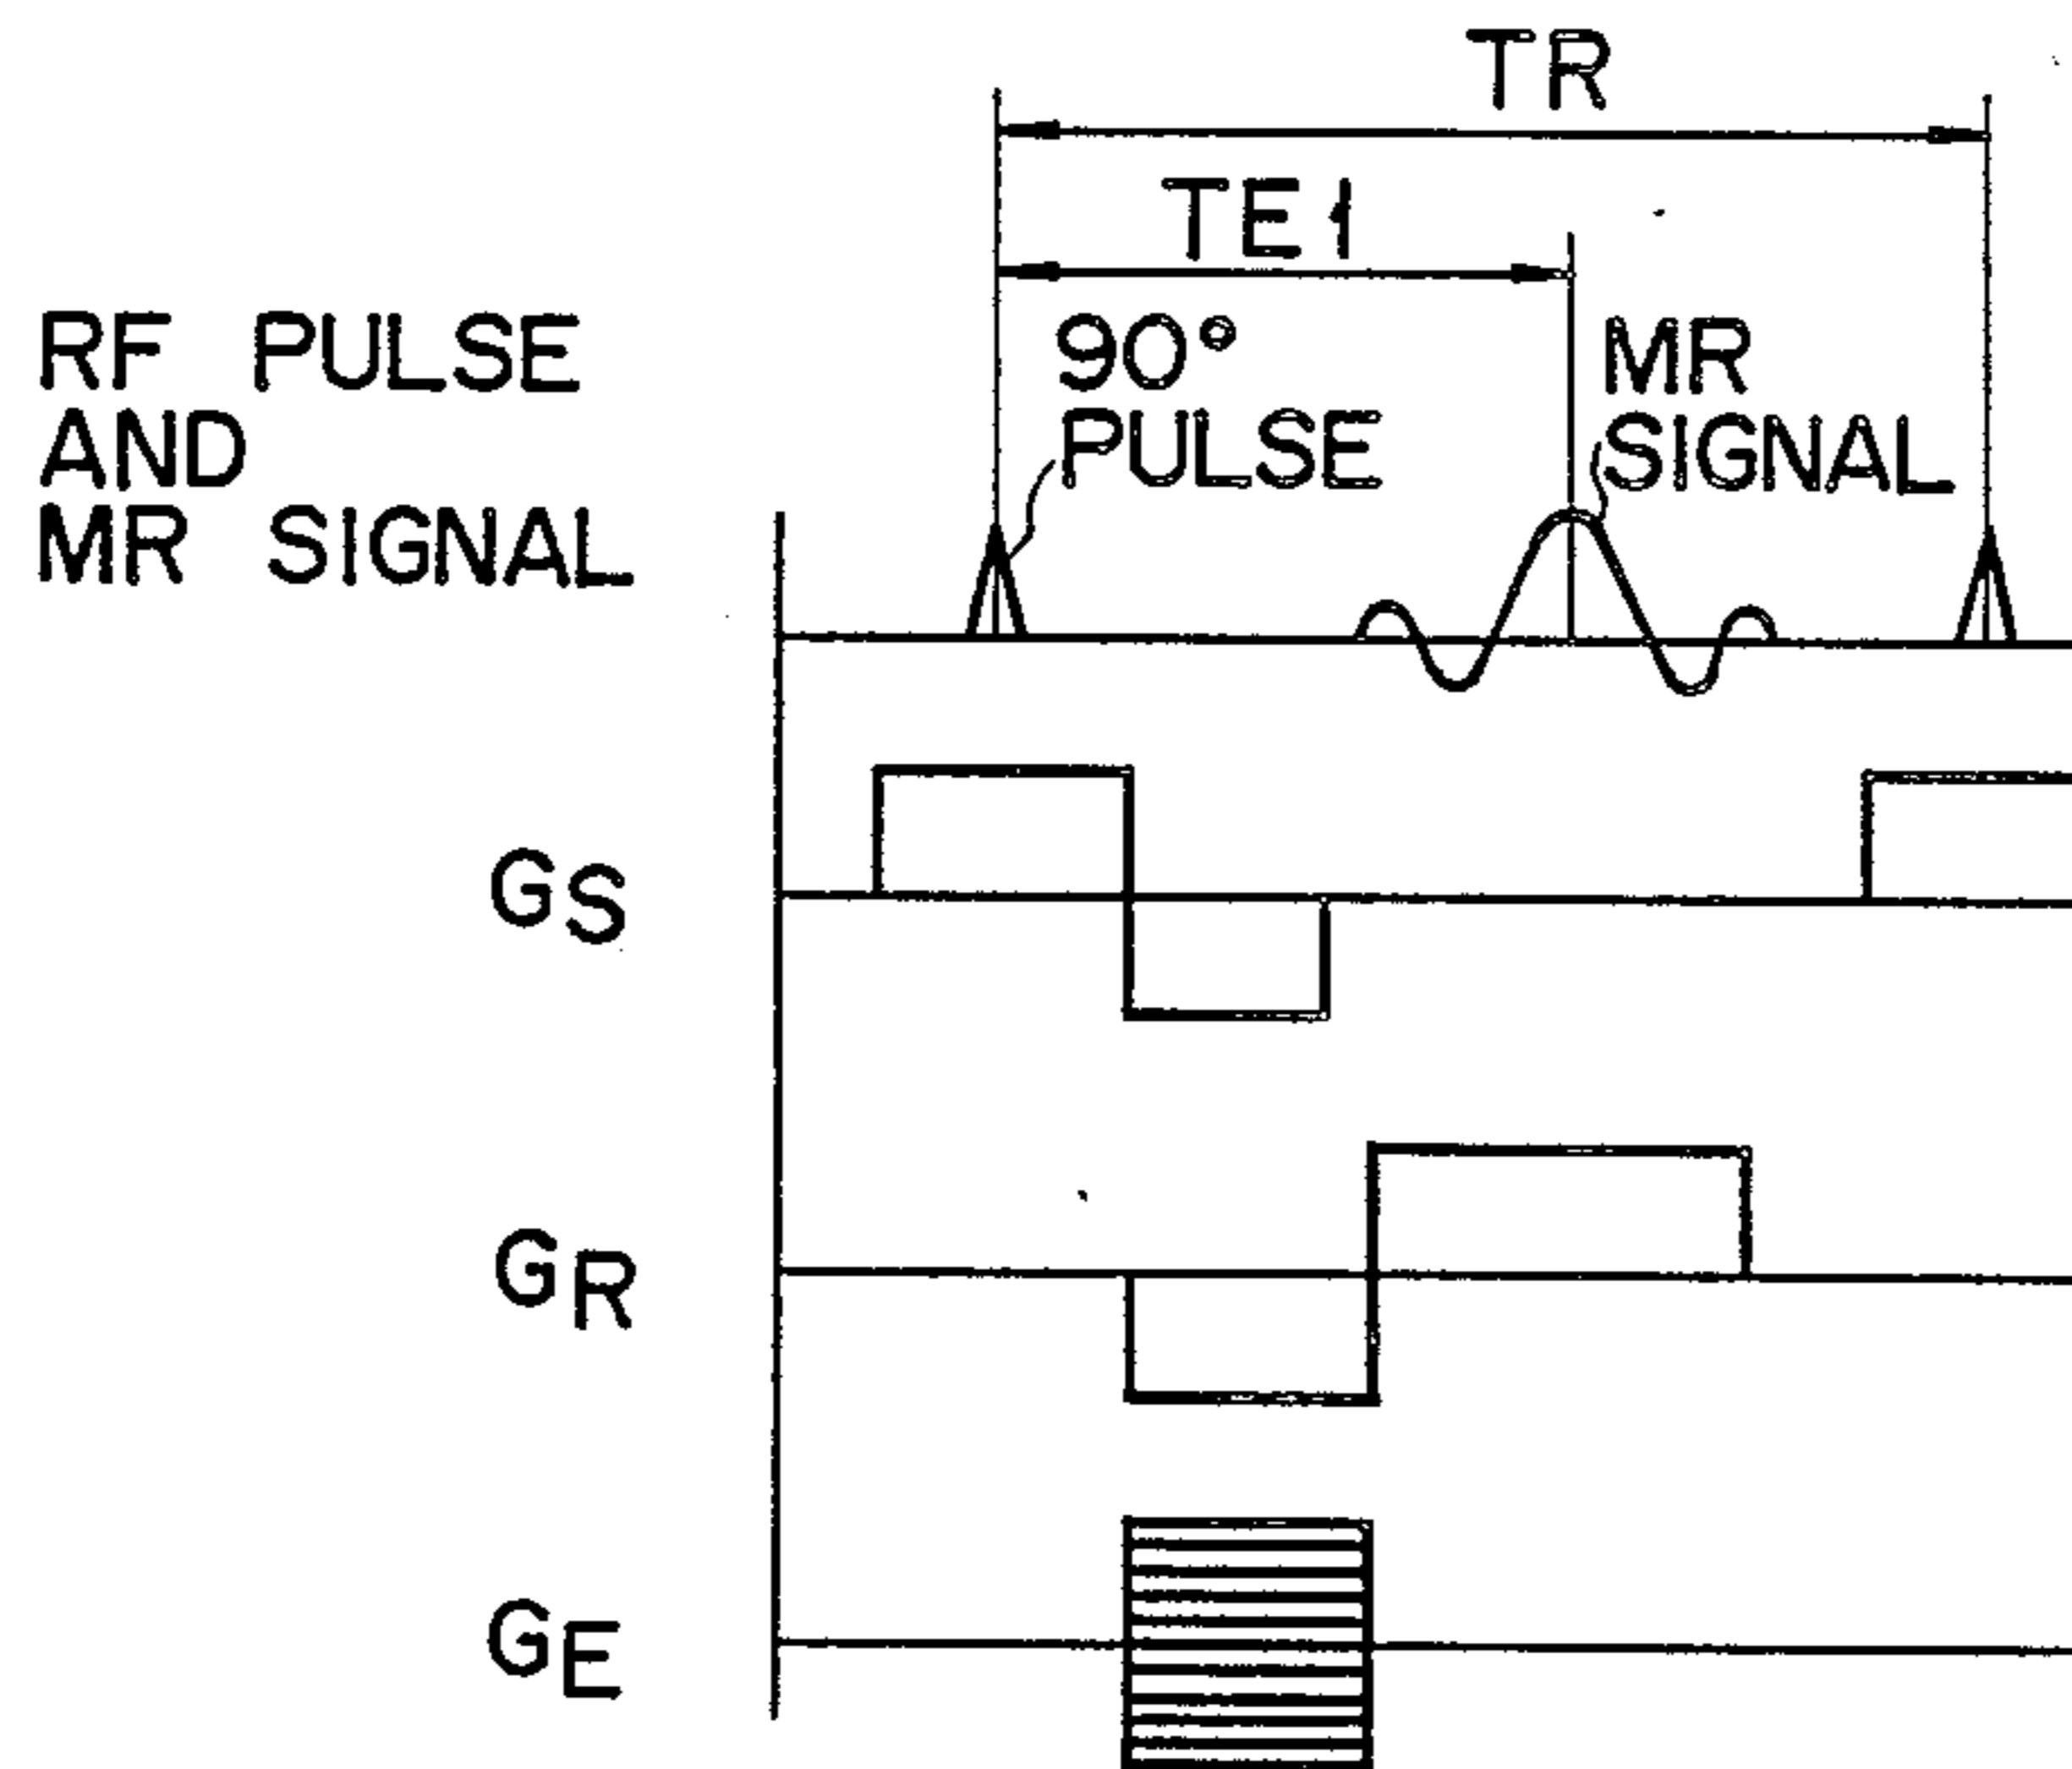 TR
TE1
RF PULSE
AND
MR SIGNAL
90°
PULSE
MR
SIGNAL
GS
GR
GE